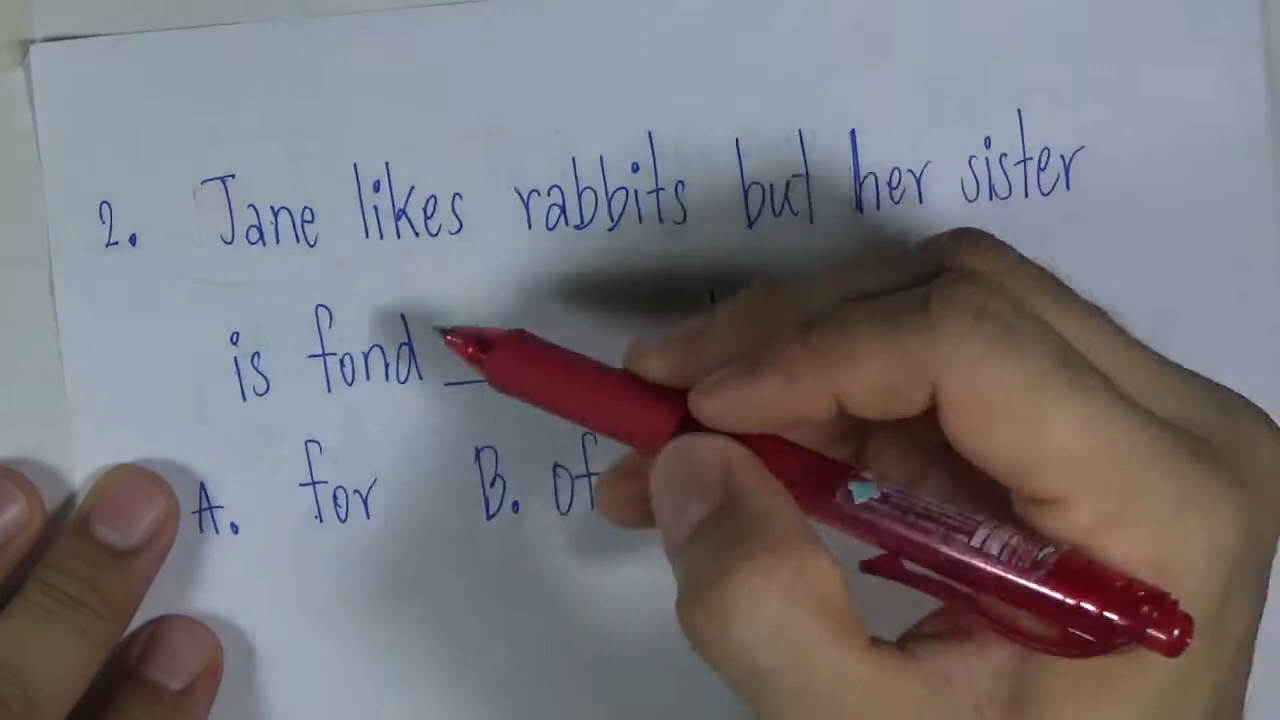 2. Jane likes rabbits but her sister
is fond _
A. for B. of